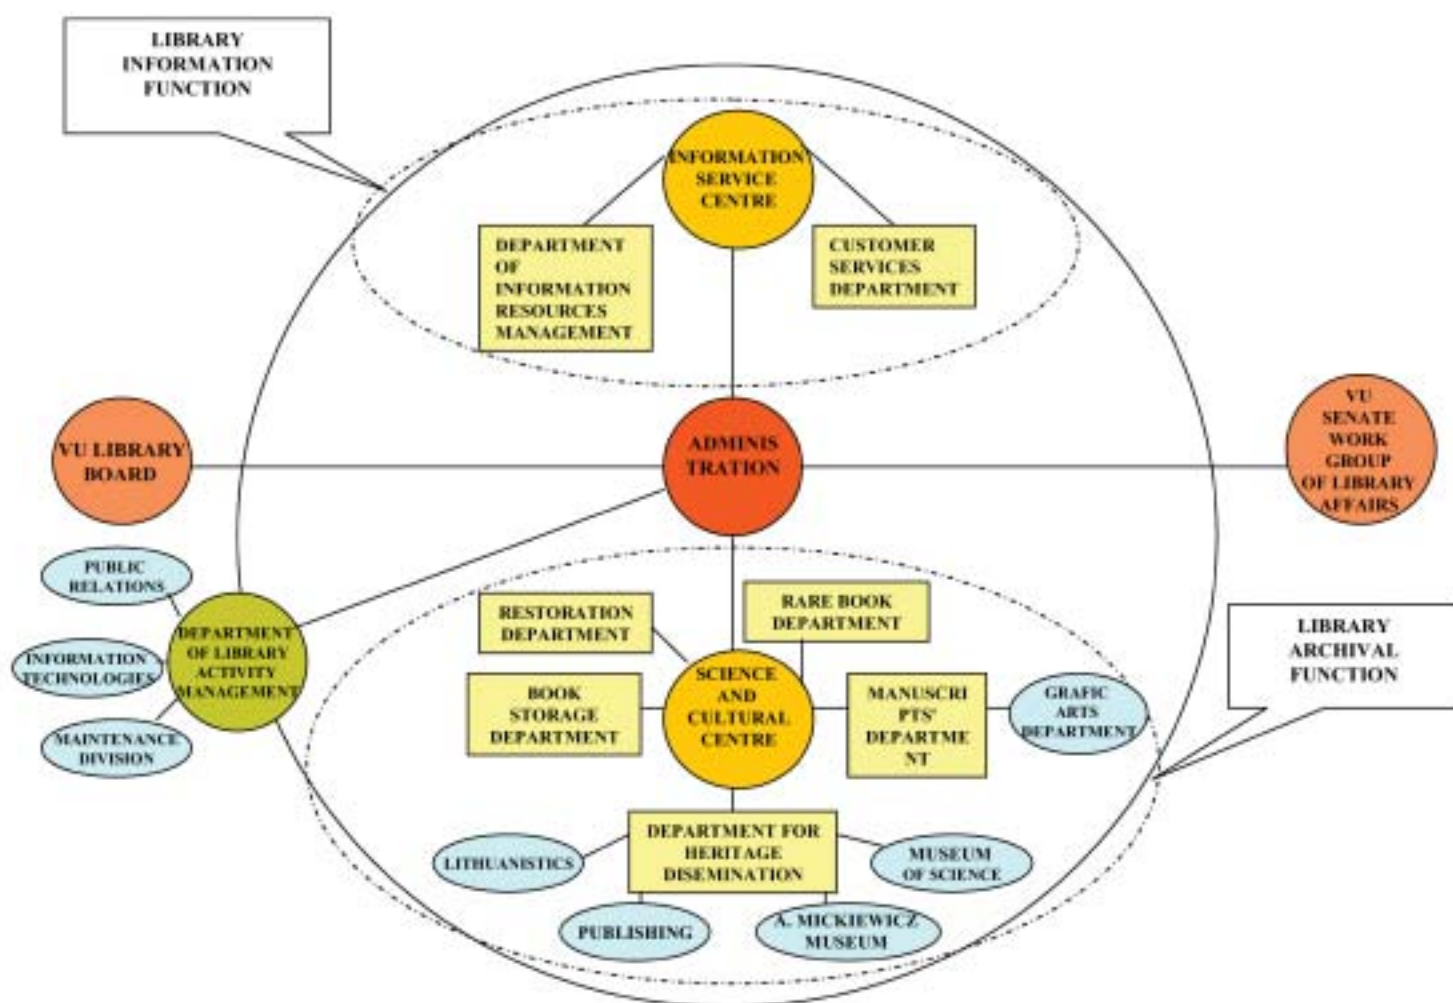 LIBRARY
INFORMATION
FUNCTION
INFORMATION
SERVICE
CENTRE
DEPARTMENT
OF
INFORMATION
RESOURCES
MANAGEMENT
CUSTOMER
SERVICES
DEPARTMENT
VU LIBRARY
BOARD
ADMINIS
TRATION
VU
SENATE
WORK
GROUP
OF LIBRARY
AFFAIRS
PUBLIC
RELATIONS
INFORMATION
TECHNOLOGIES
MAINTENANCE
DIVISION
DEPARTMENT
OF LIBRARY
ACTIVITY
MANAGEMENT
RESTORATION
DEPARTMENT
RARE BOOK
DEPARTMENT
BOOK
STORAGE
DEPARTMENT
SCIENCE
AND
CULTURAL
CENTRE
MANUSCRI
PTS'
DEPARTME
NT
GRAFIC
ARTS
DEPARTMENT
LIBRARY
ARCHIVAL
FUNCTION
DEPARTMENT FOR
HERITAGE
DISEMINATION
LITHUANISTICS
MUSEUM
OF SCIENCE
PUBLISHING
A. MICKIEWICZ
MUSEUM